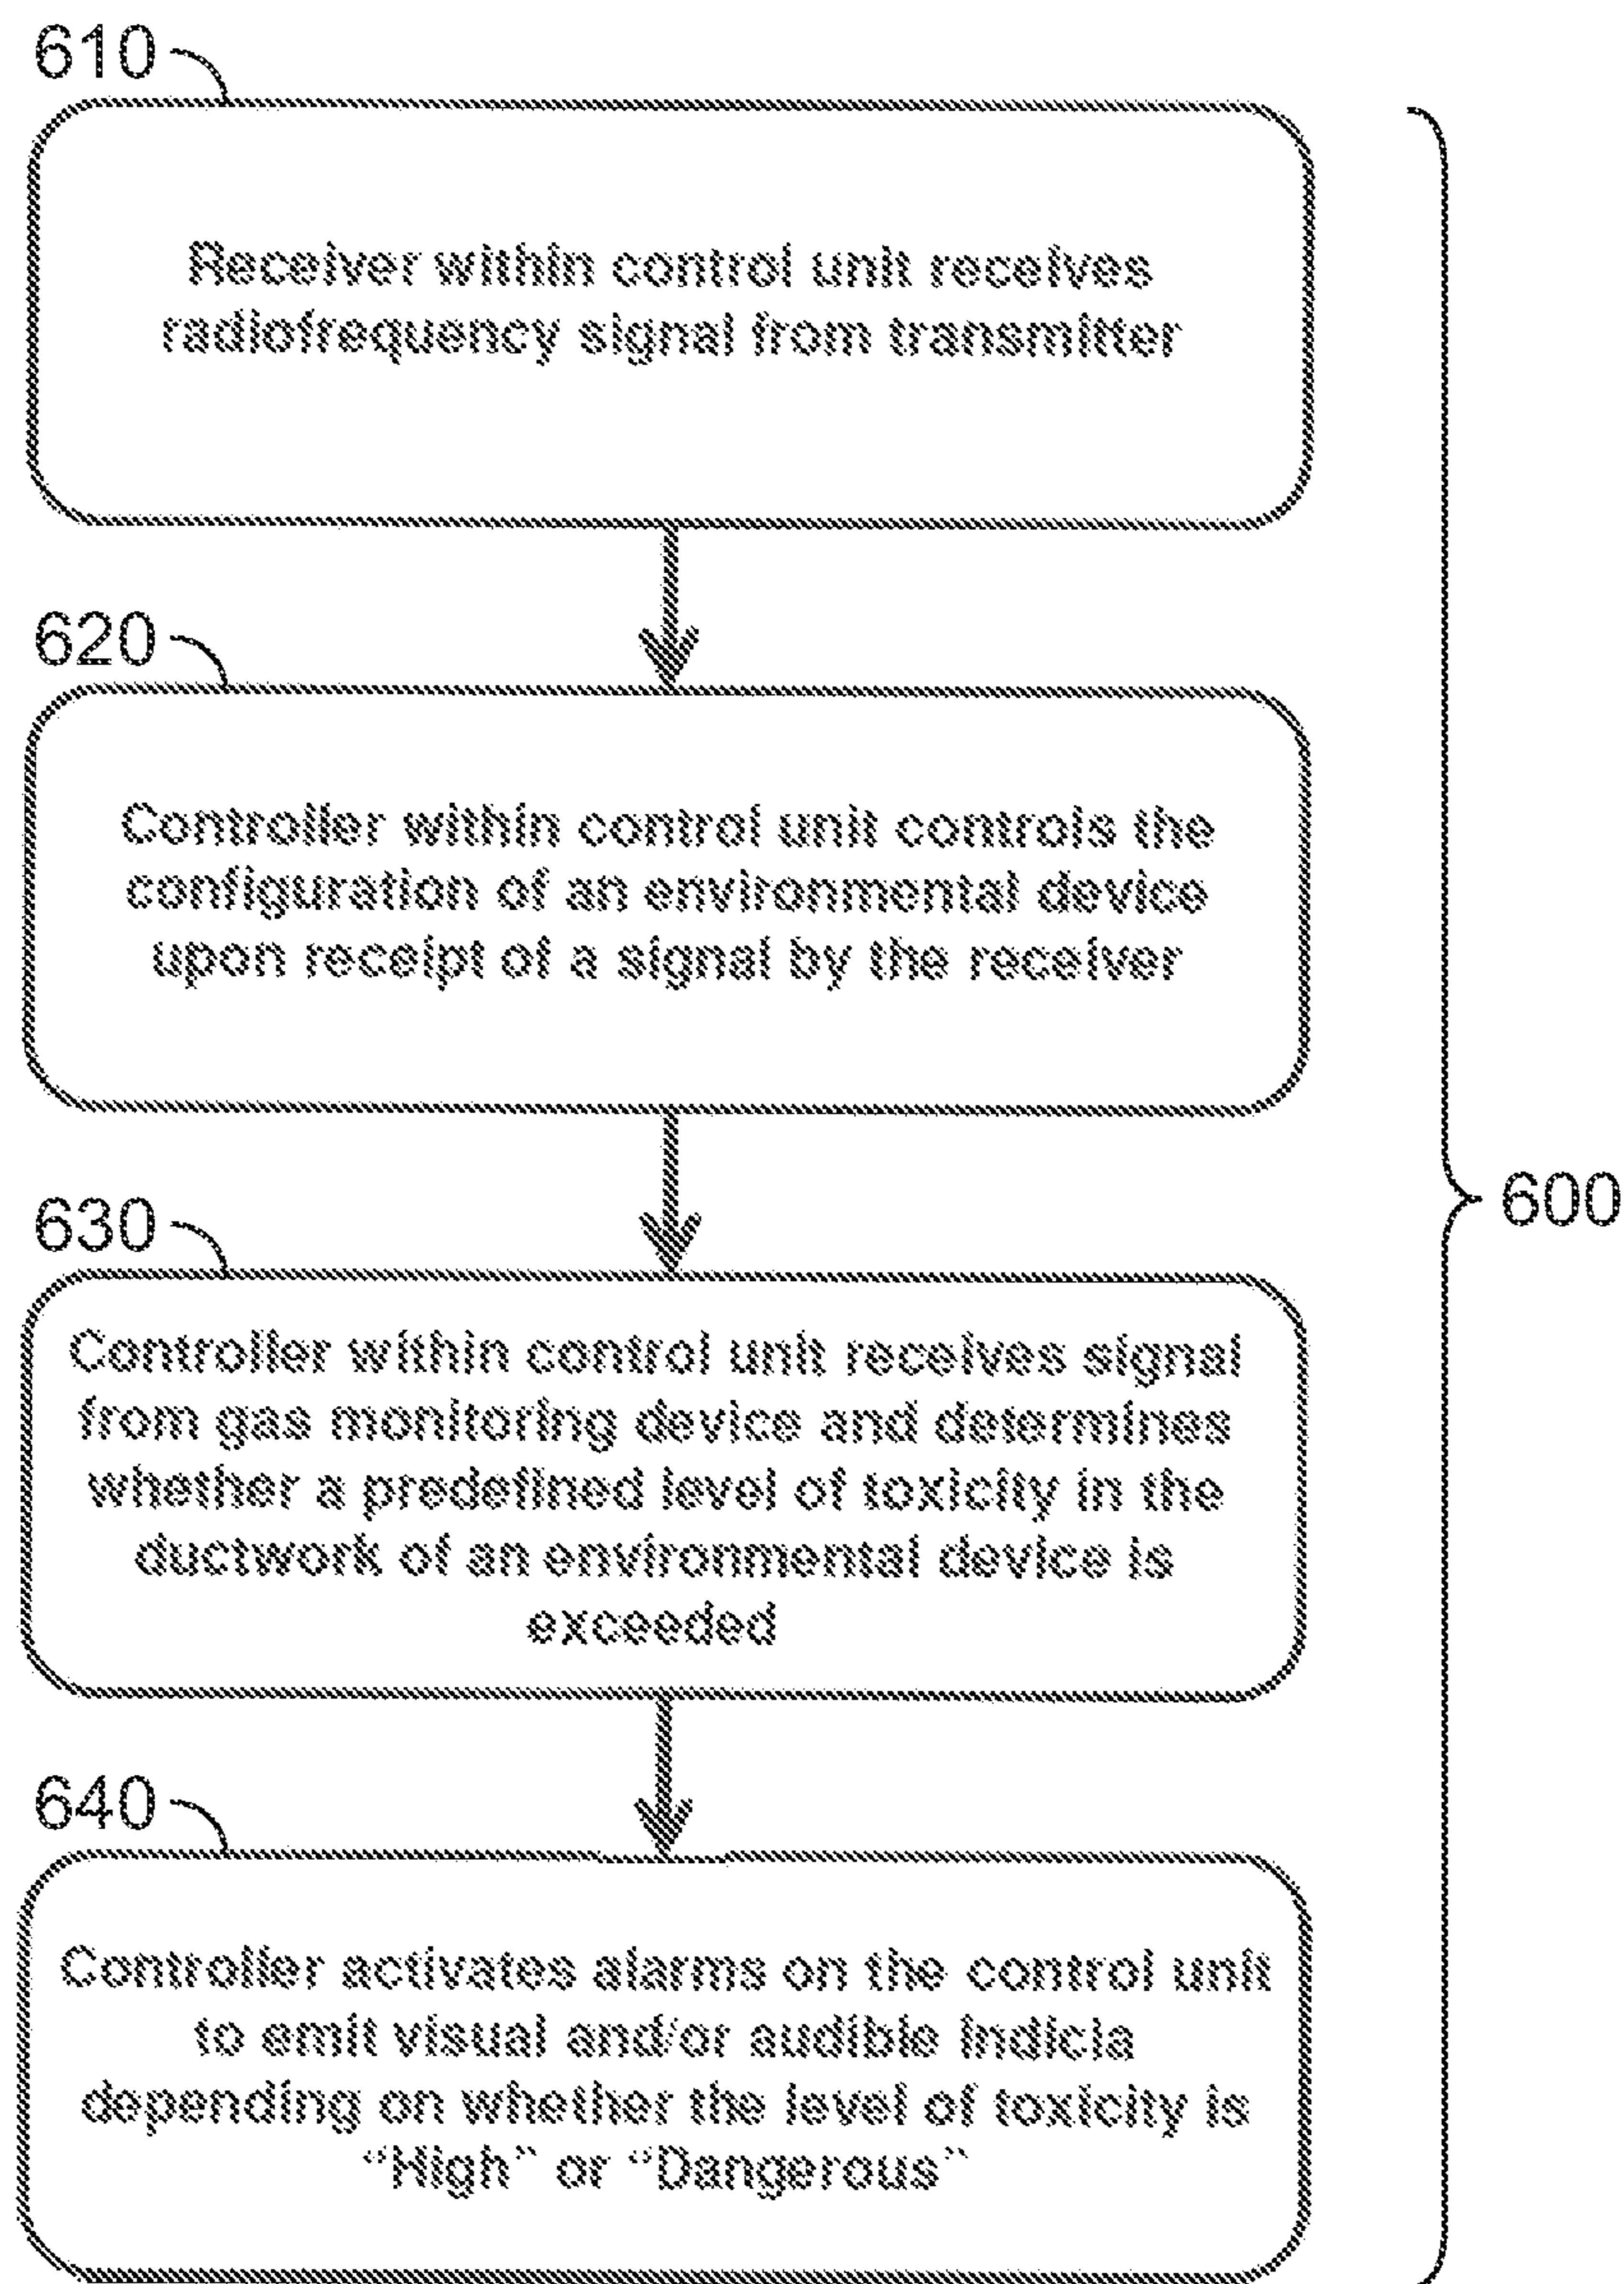 610
Receiver within control unit receives
radiofrequency signal from transmitter
620
Controller within control unit controls the
configuration of an environmental device
upon receipt of a signal by the receiver
630
Controller within control unit receives signal
from gas monitoring device and determines
whether a predefined level of toxicity in the
ductwork of an environmental device is
exceeded
600
640
Controller activates alarms on the control unit
to emit visual and/or audible indicia
depending on whether the level of toxicity is
“High” or “Dangerous”